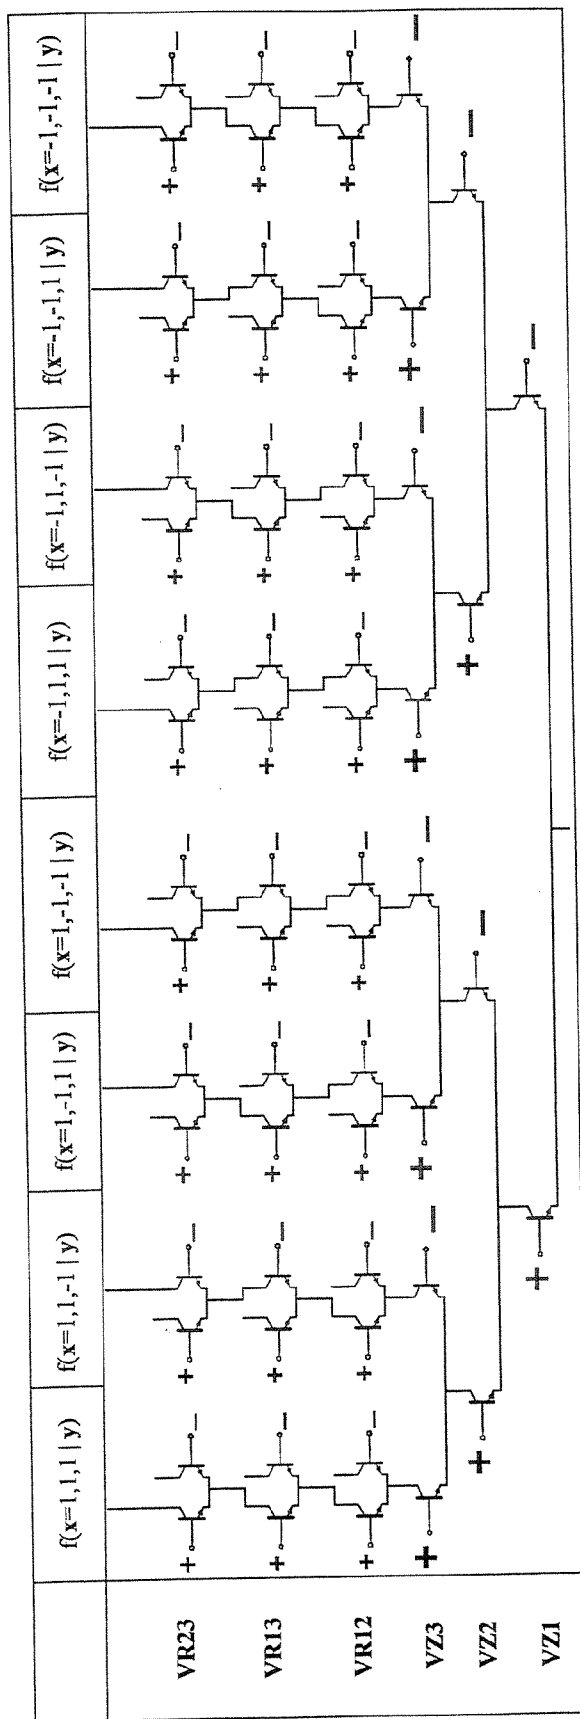 f(x=1,1,1 | y) f(x=1,1,-1 | y) f(x=1,-1,1 | y) f(x=1,-1,-1 | y) f(x=-1,1,1 | y) f(x=-1,1,-1 | y) f(x=-1,-1,1 | y) f(x=-1,-1,-1 | y)
VR23 + − + − + − + − + − + − + − + −
VR13 + − + − + − + − + − + − + − + −
VR12 + − + − + − + − + − + − + − + −
VZ3 + − + − + − + −
VZ2 + − + −
VZ1 + −